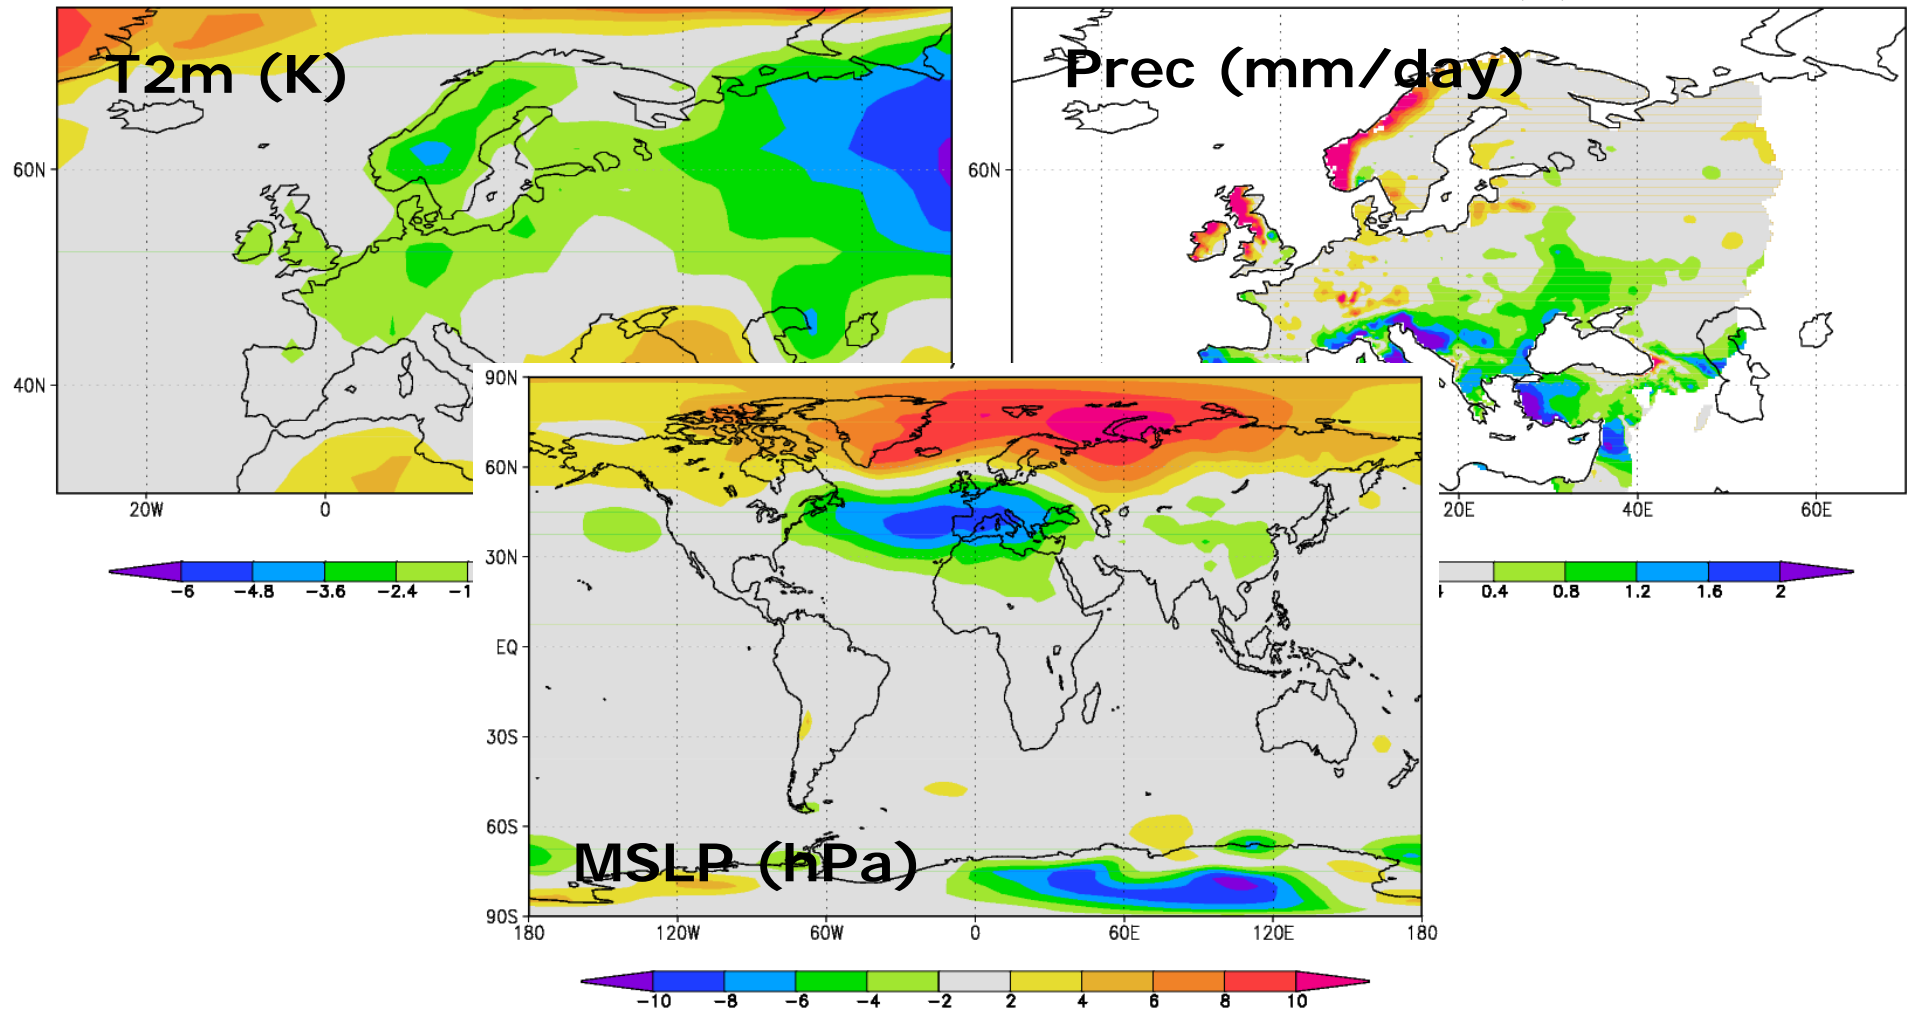 T2m (K)
60N
40N
20W 0
-6 -4.8 -3.6 -2.4 -1
Prec (mm/day)
60N
20E 40E 60E
0.4 0.8 1.2 1.6 2
90N
60N
30N
EQ
30S
60S
90S
MSLP (hPa)
180 120W 60W 0 60E 120E 180
-10 -8 -6 -4 -2 2 4 6 8 10